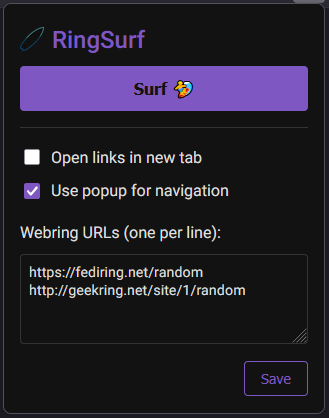 RingSurf
Surf 🏄
Open links in new tab
Use popup for navigation
Webring URLs (one per line):
https://fediring.net/random
http://geekring.net/site/1/random
Save